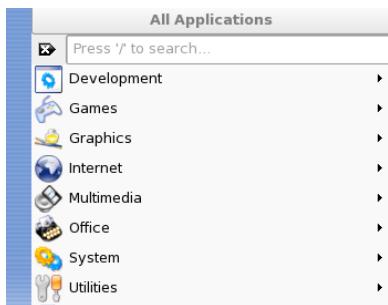 All Applications
Press '/' to search...
Development
Games
Graphics
Internet
Multimedia
Office
System
Utilities